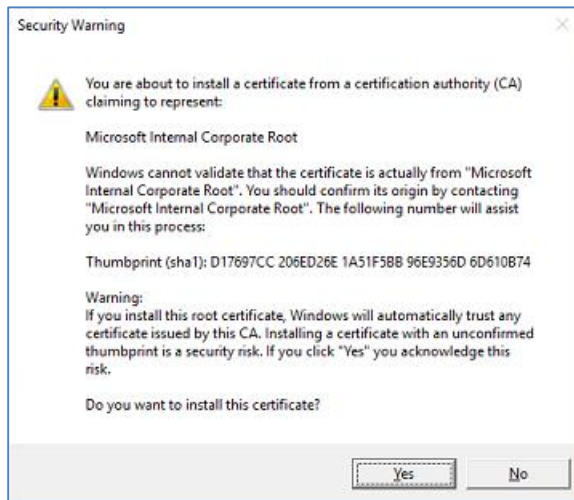 Security Warning
You are about to install a certificate from a certification authority (CA)
claiming to represent:
Microsoft Internal Corporate Root
Windows cannot validate that the certificate is actually from "Microsoft
Internal Corporate Root". You should confirm its origin by contacting
"Microsoft Internal Corporate Root". The following number will assist
you in this process:
Thumbprint (sha1): D17697CC 206ED26E 1A51F5BB 96E9356D 6D610B74
Warning:
If you install this root certificate, Windows will automatically trust any
certificate issued by this CA. Installing a certificate with an unconfirmed
thumbprint is a security risk. If you click "Yes" you acknowledge this
risk.
Do you want to install this certificate?
Yes No